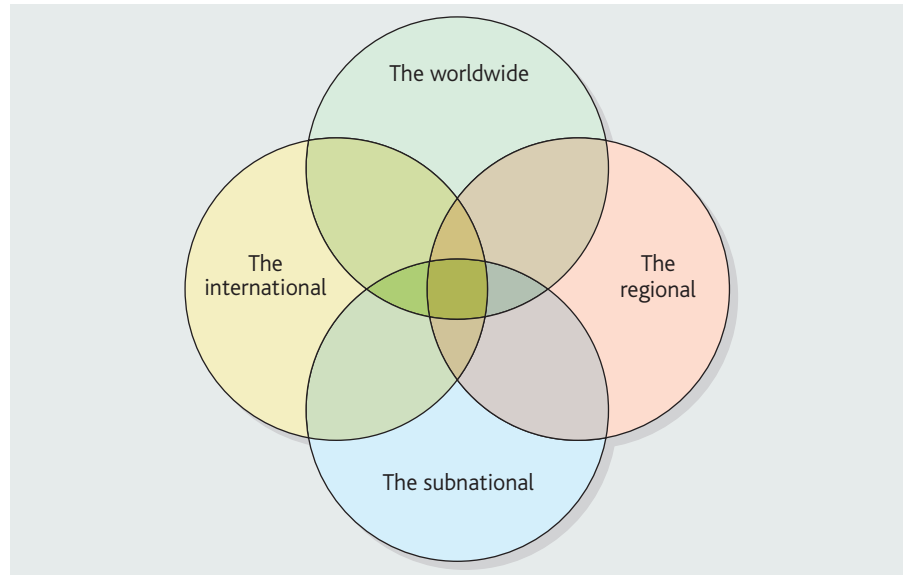 The worldwide
The
international
The
regional
The subnational